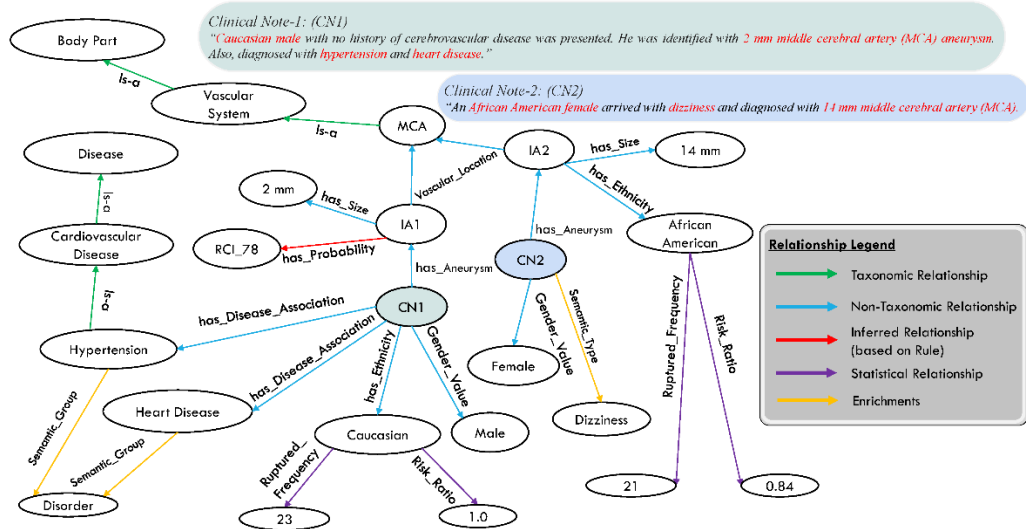 Clinical Note-1: (CN1)
"Caucasian male with no history of cerebrovascular disease was presented. He was identified with 2 mm middle cerebral artery (MCA) aneurysm.
Also, diagnosed with hypertension and heart disease."
Clinical Note-2: (CN2)
"An African American female arrived with dizziness and diagnosed with 14 mm middle cerebral artery (MCA).
Body Part
Is-a
Vascular
System
Is-a
MCA
IA2
has_Size
14 mm
Disease
Vascular_Location
has_Ethnicity
2 mm
has_Size
Is-a
IA1
African
American
Cardiovascular
Disease
RCI_78
has_Probability
has_Aneurysm
has_Aneurysm
CN2
Is-a
CN1
has_Disease_Association
Hypertension
has_Disease_Association
has_Ethnicity
Gender_Value
Gender_Value
Semantic_Type
Ruptured_Frequency
Risk_Ratio
Female
Heart Disease
Dizziness
Semantic_Group
Semantic_Group
Caucasian
Male
Ruptured_
Frequency
Risk_Ratio
Disorder
23
1.0
21
0.84
Relationship Legend
Taxonomic Relationship
Non-Taxonomic Relationship
Inferred Relationship
(based on Rule)
Statistical Relationship
Enrichments